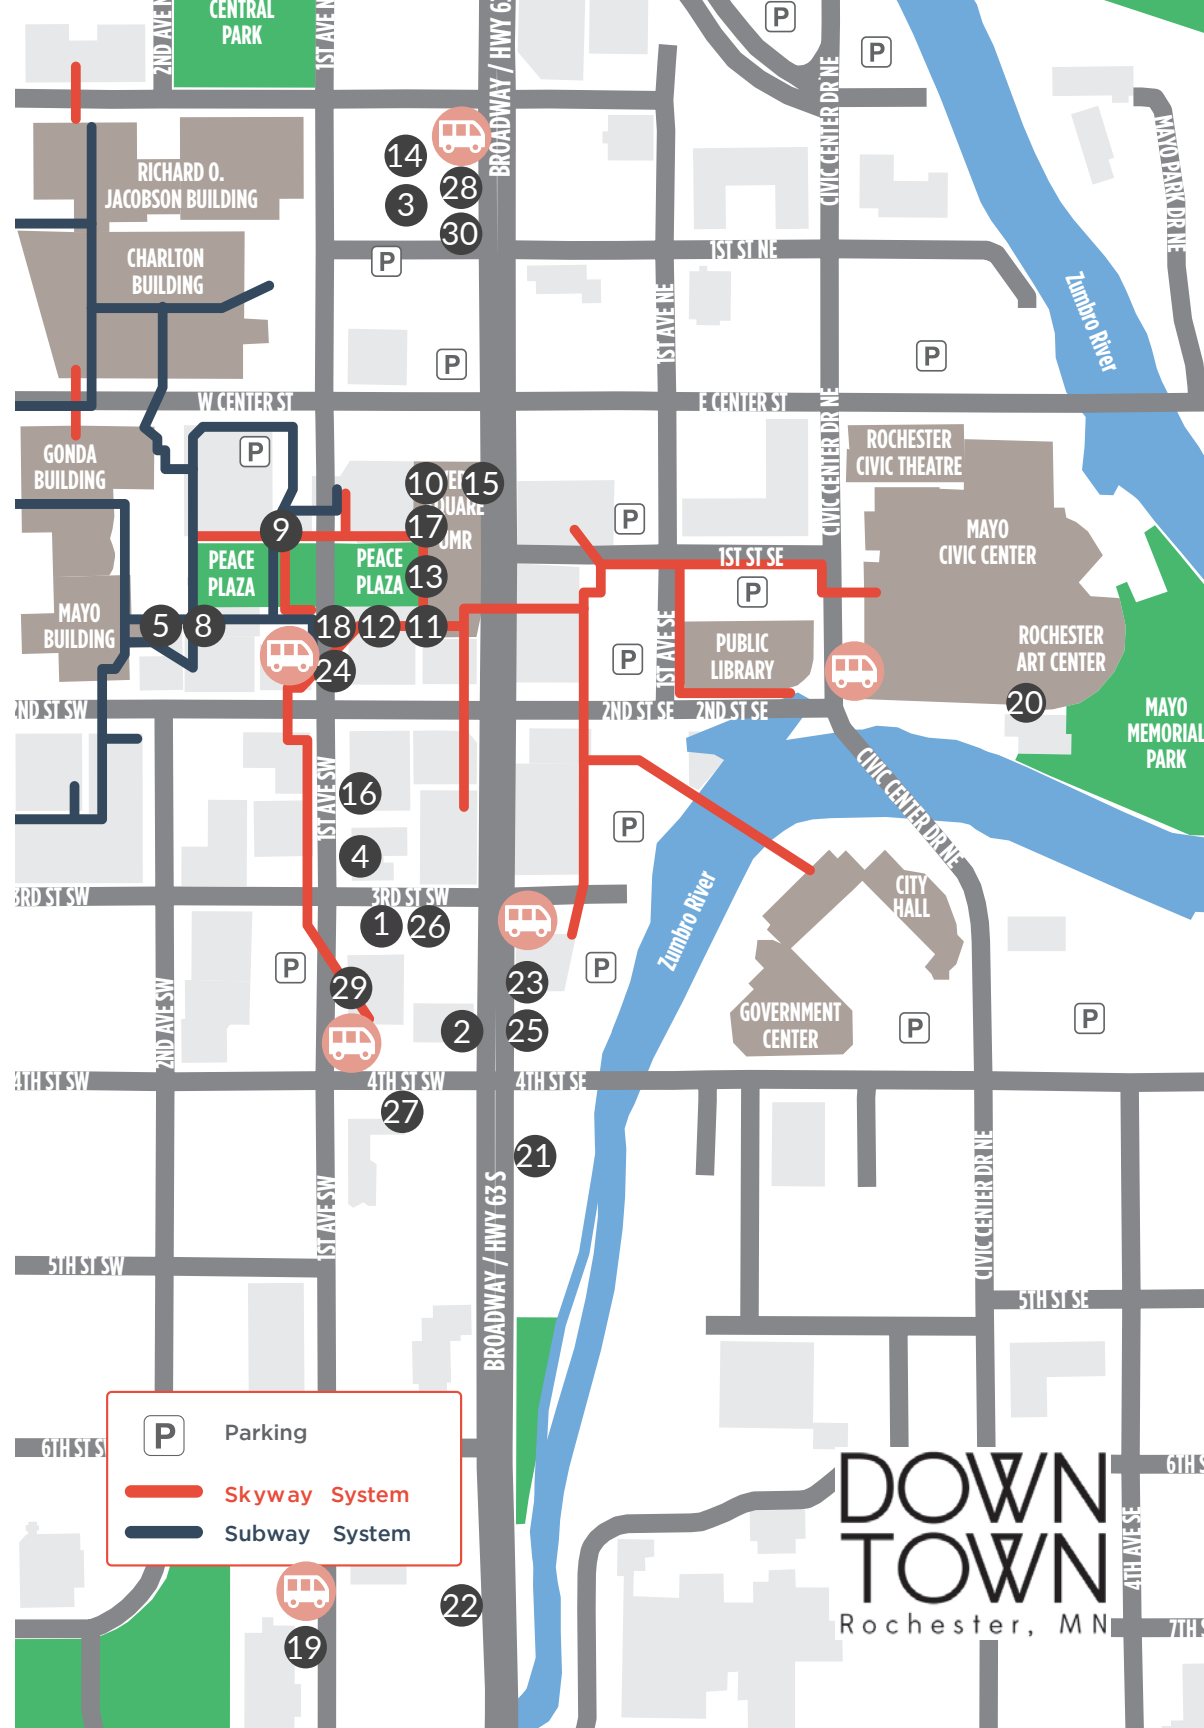 CENTRAL
PARK
2ND AVE N
1ST AVE N
BROADWAY / HWY 63
P
P
CIVIC CENTER DR NE
MAYO PARK DR NE
RICHARD O.
JACOBSON BUILDING
14
28
3
30
CHARLTON
BUILDING
P
1ST ST NE
1ST AVE NE
Zumbro River
P
P
W CENTER ST
E CENTER ST
CIVIC CENTER DR NE
GONDA
BUILDING
P
ROCHESTER
CIVIC THEATRE
10
15
UARE
9
17
UMR
P
MAYO
CIVIC CENTER
PEACE
PLAZA
PEACE
PLAZA
13
1ST ST SE
P
MAYO
BUILDING
5
8
18
12
11
1ST AVE SE
PUBLIC
LIBRARY
ROCHESTER
ART CENTER
24
P
20
2ND ST SW
2ND ST SE
2ND ST SE
MAYO
MEMORIAL
PARK
1ST AVE SW
16
CIVIC CENTER DR NE
P
4
3RD ST SW
3RD ST SW
CITY
HALL
1
26
Zumbro River
P
P
29
23
2ND AVE SW
2
25
GOVERNMENT
CENTER
P
P
4TH ST SW
4TH ST SW
4TH ST SE
27
21
1ST AVE SW
BROADWAY / HWY 63 S
CIVIC CENTER DR NE
5TH ST SW
5TH ST SE
P Parking
6TH ST S
Skyway System
Subway System
6TH S
4TH AVE SE
DOWN
TOWN
Rochester, MN
22
19
7TH S